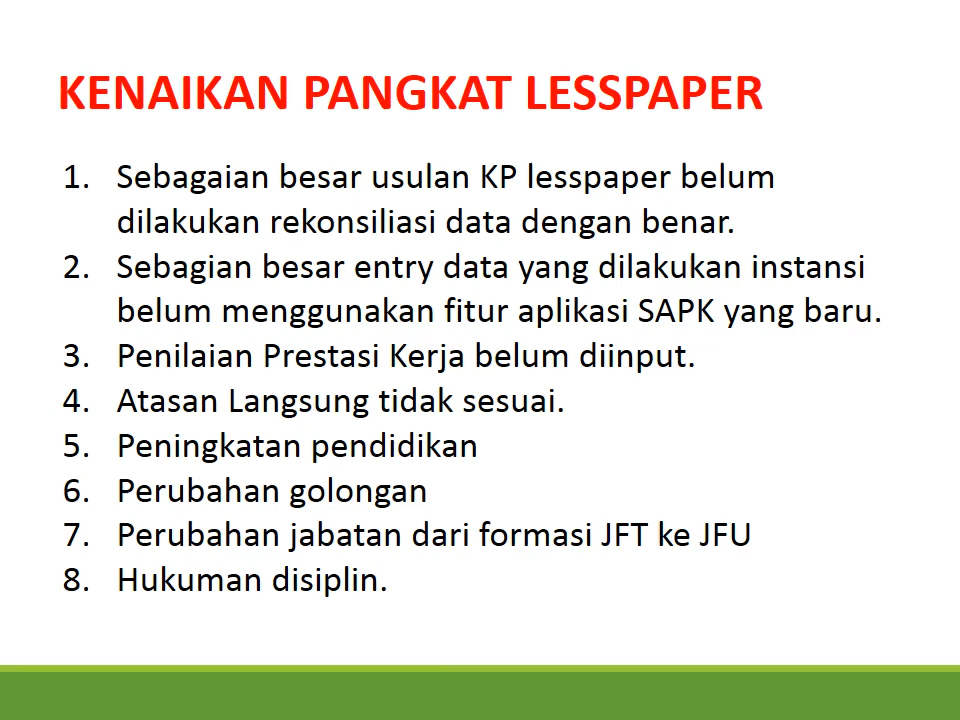 KENAIKAN PANGKAT LESSPAPER
1. Sebagaian besar usulan KP lesspaper belum
dilakukan rekonsiliasi data dengan benar.
2. Sebagian besar entry data yang dilakukan instansi
belum menggunakan fitur aplikasi SAPK yang baru.
3. Penilaian Prestasi Kerja belum diinput.
4. Atasan Langsung tidak sesuai.
5. Peningkatan pendidikan
6. Perubahan golongan
7. Perubahan jabatan dari formasi JFT ke JFU
8. Hukuman disiplin.